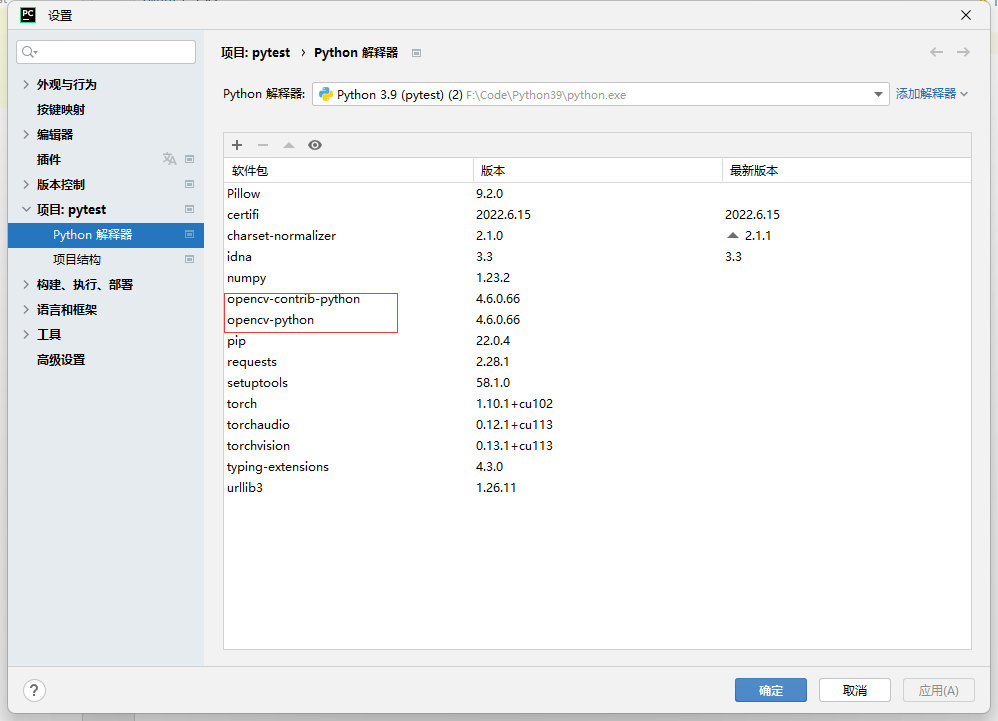 PC 设置
项目: pytest › Python 解释器
Python 解释器: Python 3.9 (pytest) (2) F:\Code\Python39\python.exe 添加解释器
外观与行为
按键映射
编辑器
插件
版本控制
项目: pytest
Python 解释器
项目结构
构建、执行、部署
语言和框架
工具
高级设置
软件包 版本 最新版本
Pillow 9.2.0
certifi 2022.6.15 2022.6.15
charset-normalizer 2.1.0 2.1.1
idna 3.3 3.3
numpy 1.23.2
opencv-contrib-python 4.6.0.66
opencv-python 4.6.0.66
pip 22.0.4
requests 2.28.1
setuptools 58.1.0
torch 1.10.1+cu102
torchaudio 0.12.1+cu113
torchvision 0.13.1+cu113
typing-extensions 4.3.0
urllib3 1.26.11
? 确定 取消 应用(A)